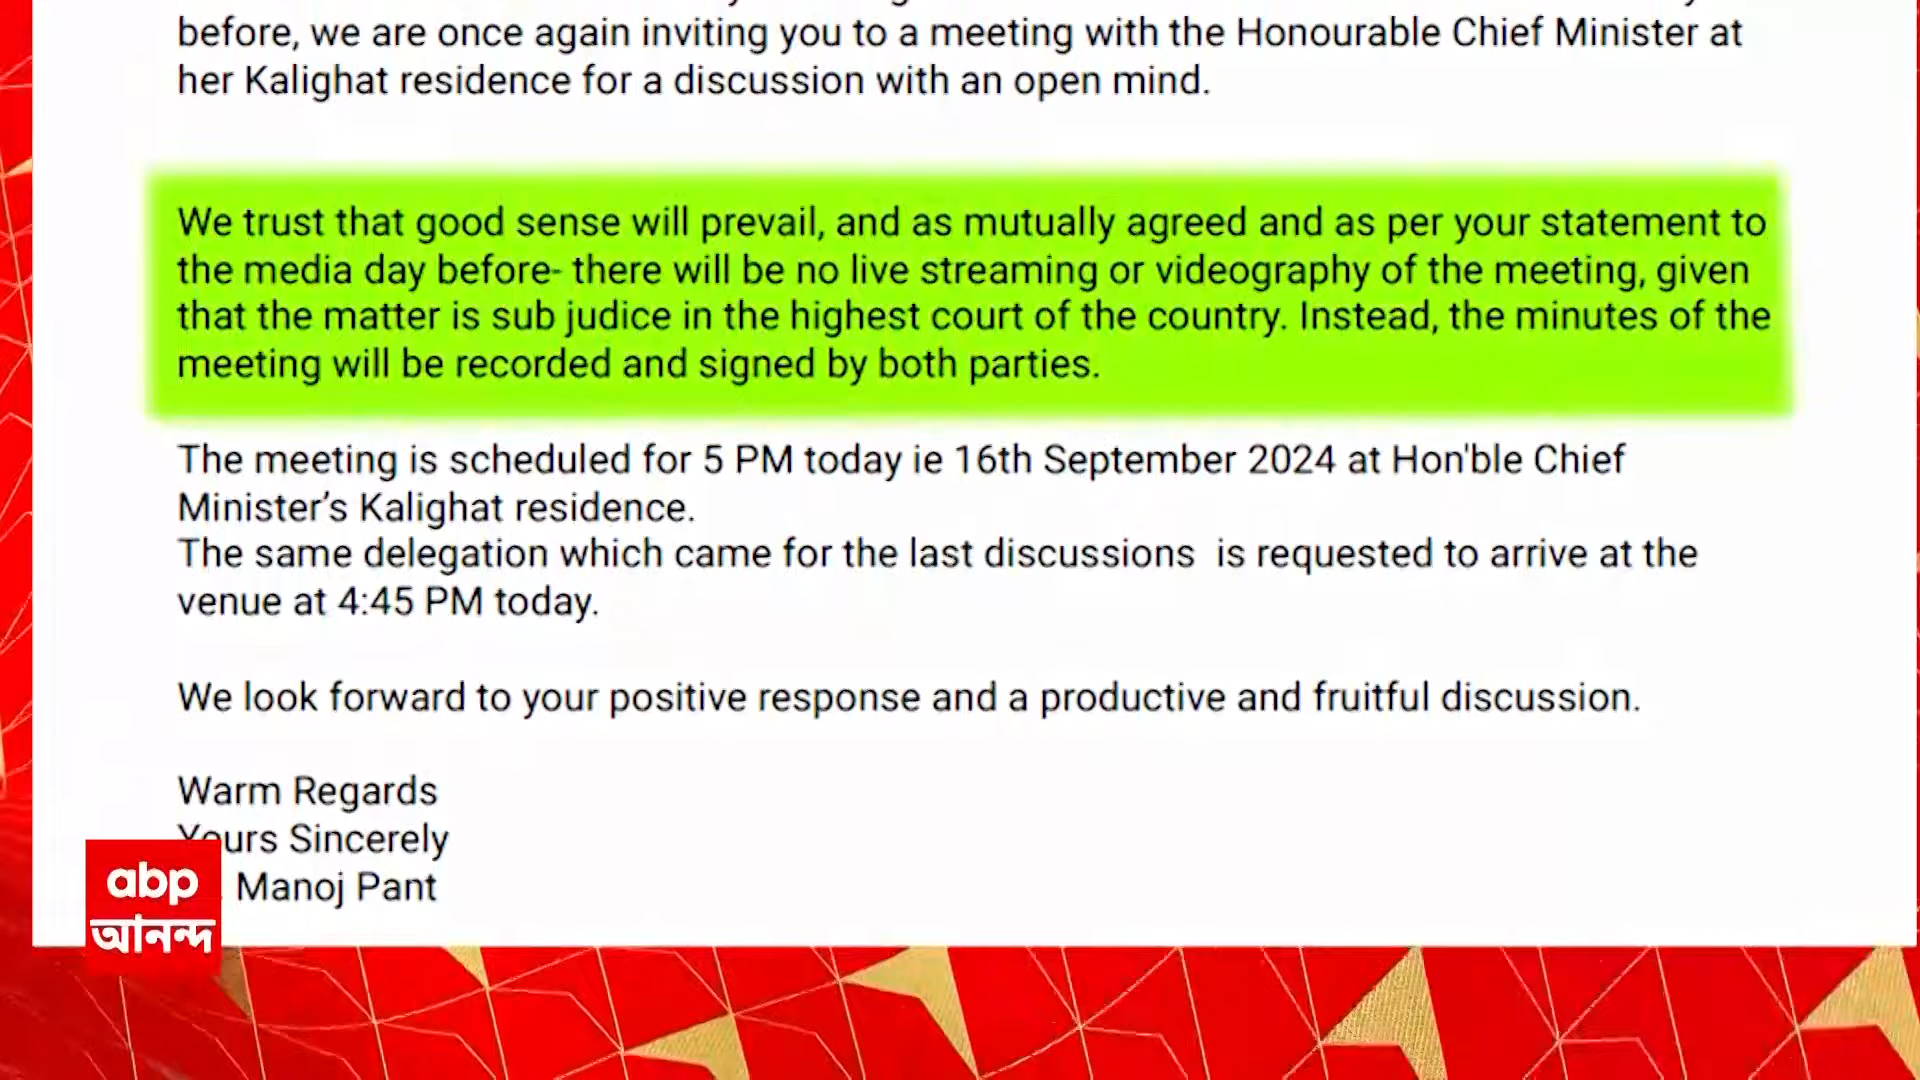 before, we are once again inviting you to a meeting with the Honourable Chief Minister at
her Kalighat residence for a discussion with an open mind.
We trust that good sense will prevail, and as mutually agreed and as per your statement to
the media day before- there will be no live streaming or videography of the meeting, given
that the matter is sub judice in the highest court of the country. Instead, the minutes of the
meeting will be recorded and signed by both parties.
The meeting is scheduled for 5 PM today ie 16th September 2024 at Hon'ble Chief
Minister’s Kalighat residence.
The same delegation which came for the last discussions  is requested to arrive at the
venue at 4:45 PM today.
We look forward to your positive response and a productive and fruitful discussion.
Warm Regards
Yours Sincerely
Manoj Pant
abp
আনন্দ